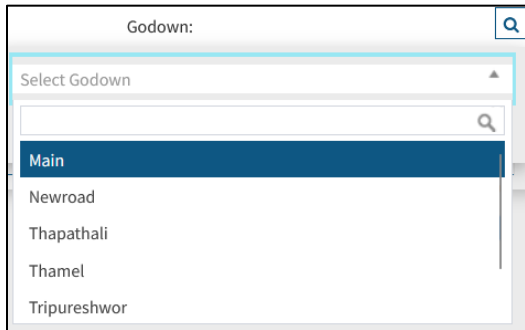 Godown:
Select Godown
Main
Newroad
Thapathali
Thamel
Tripureshwor